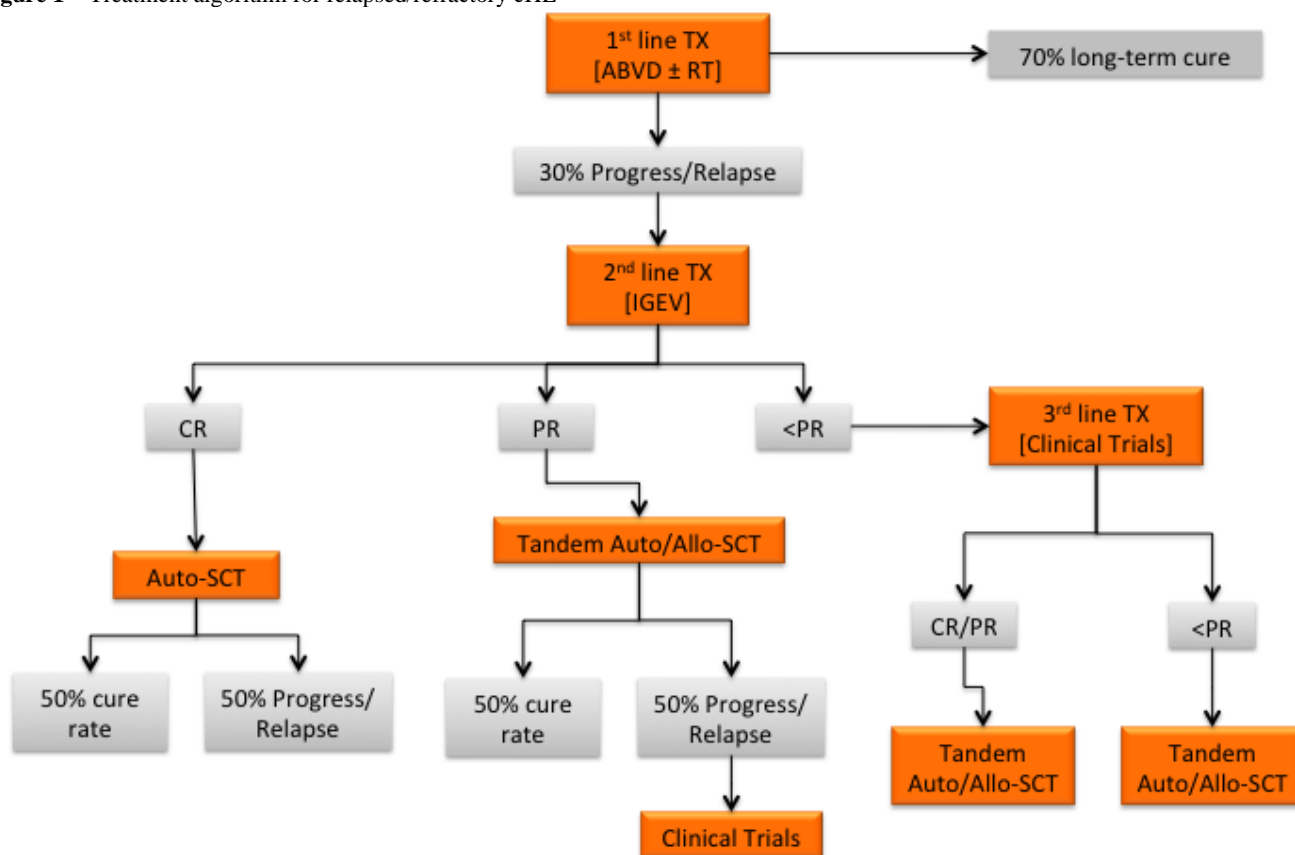 1st line TX
[ABVD ± RT]
70% long-term cure
30% Progress/Relapse
2nd line TX
[IGEV]
CR
PR
<PR
3rd line TX
[Clinical Trials]
Auto-SCT
Tandem Auto/Allo-SCT
CR/PR
<PR
50% cure
rate
50% Progress/
Relapse
50% cure
rate
50% Progress/
Relapse
Tandem
Auto/Allo-SCT
Tandem
Auto/Allo-SCT
Clinical Trials